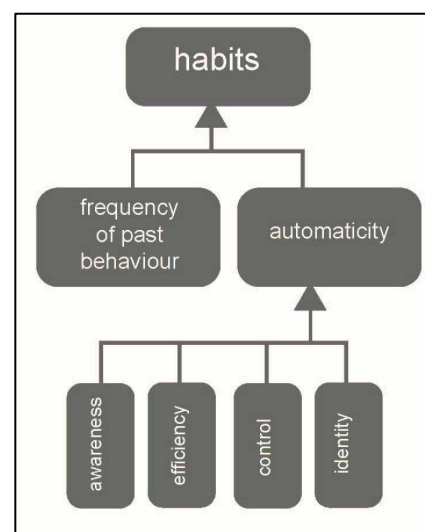 habits
frequency
of past
behaviour
automaticity
awareness
efficiency
control
identity